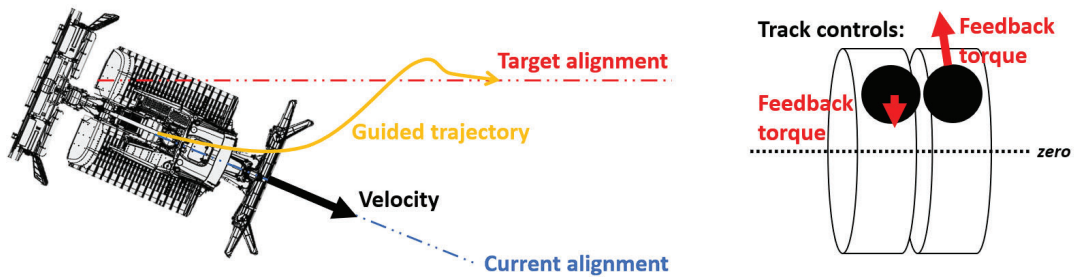 Target alignment
Guided trajectory
Velocity
Current alignment
Track controls:
Feedback
torque
Feedback
torque
zero